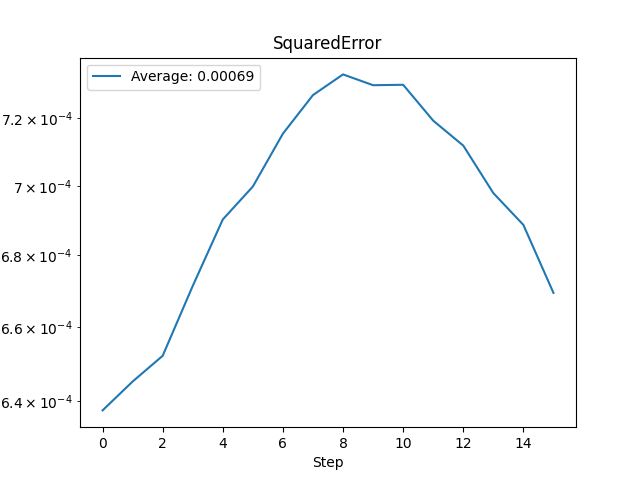 SquaredError
Average: 0.00069
7.2 × 10⁻⁴
7 × 10⁻⁴
6.8 × 10⁻⁴
6.6 × 10⁻⁴
6.4 × 10⁻⁴
0 2 4 6 8 10 12 14
Step